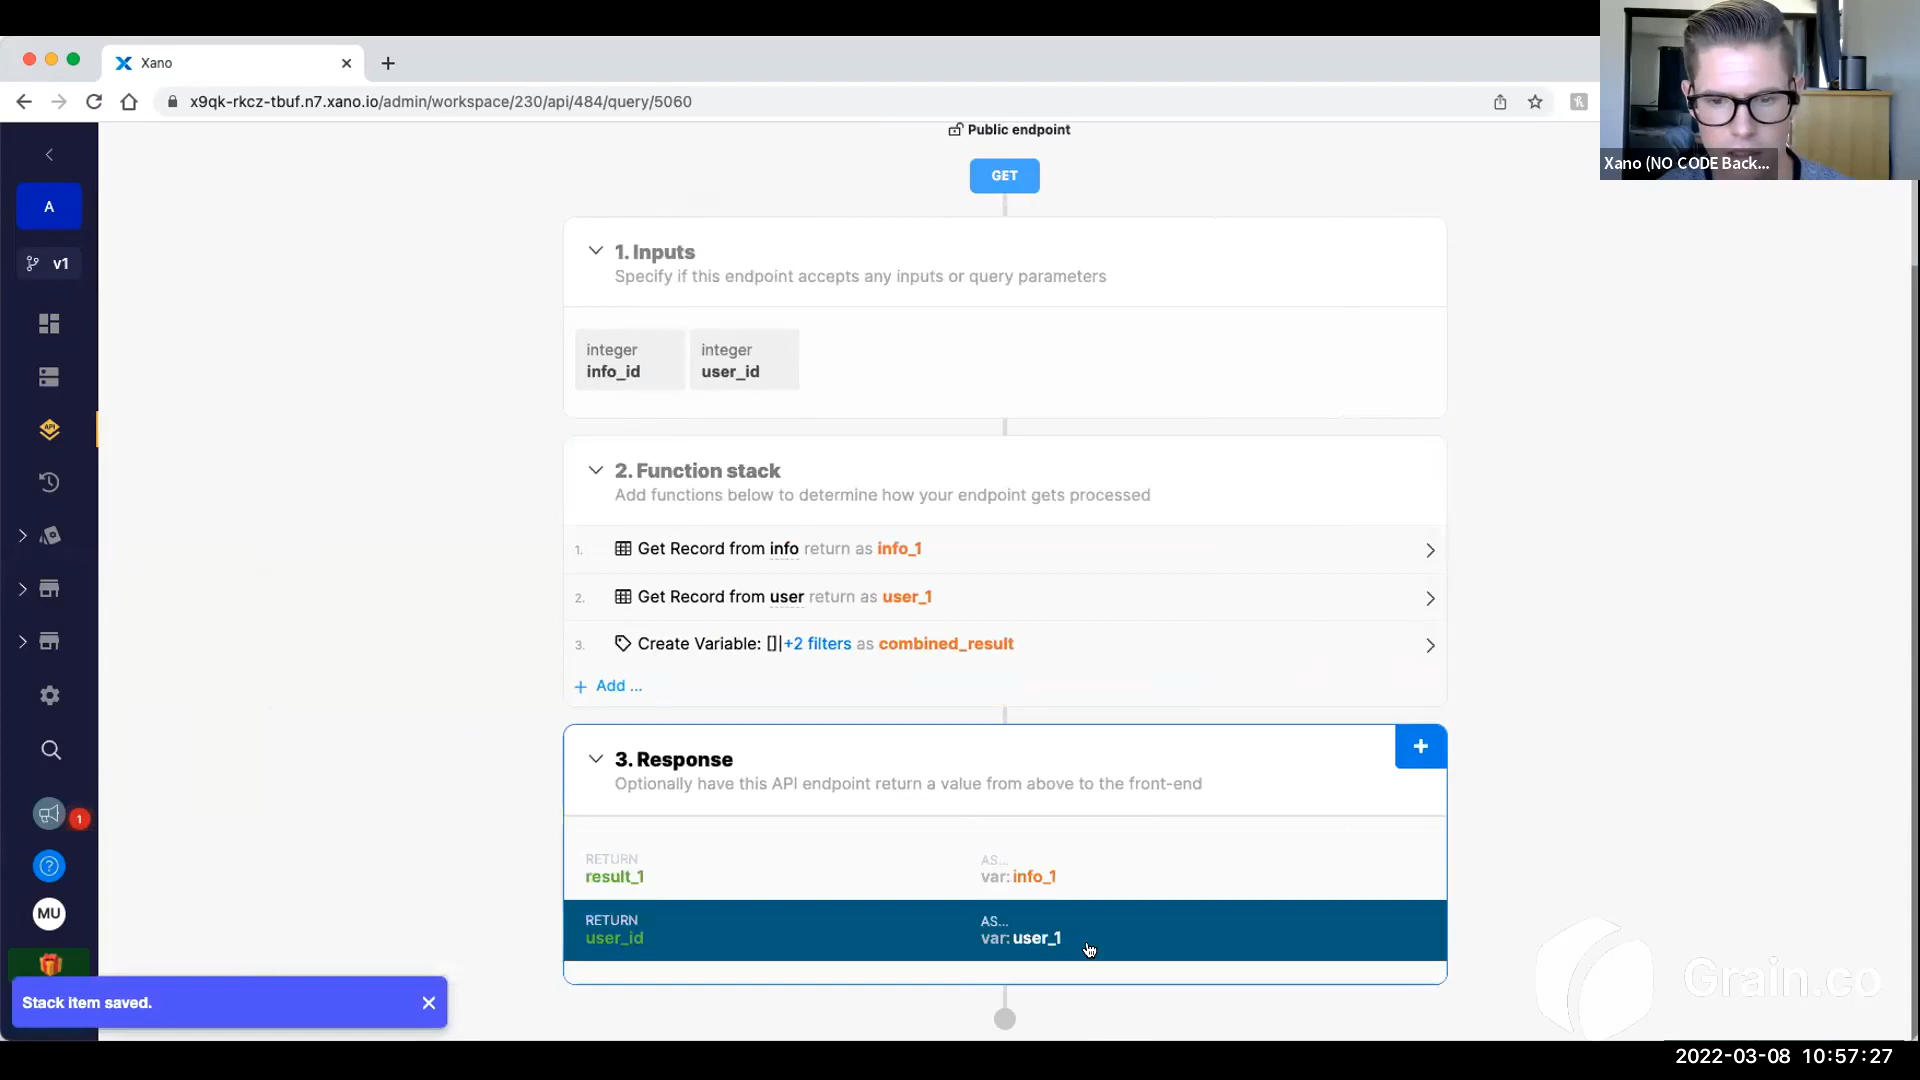 Xano
x9qk-rkcz-tbuf.n7.xano.io/admin/workspace/230/api/484/query/5060
Xano (NO CODE Back...
Public endpoint
GET
A
v1
1. Inputs
Specify if this endpoint accepts any inputs or query parameters
integer integer
info_id user_id
API
2. Function stack
Add functions below to determine how your endpoint gets processed
1. Get Record from info return as info_1
2. Get Record from user return as user_1
3. Create Variable: []|+2 filters as combined_result
+ Add ...
3. Response
Optionally have this API endpoint return a value from above to the front-end
1
RETURN AS...
result_1 var: info_1
RETURN AS...
user_id var: user_1
MU
Stack item saved.
Grain.co
2022-03-08 10:57:27